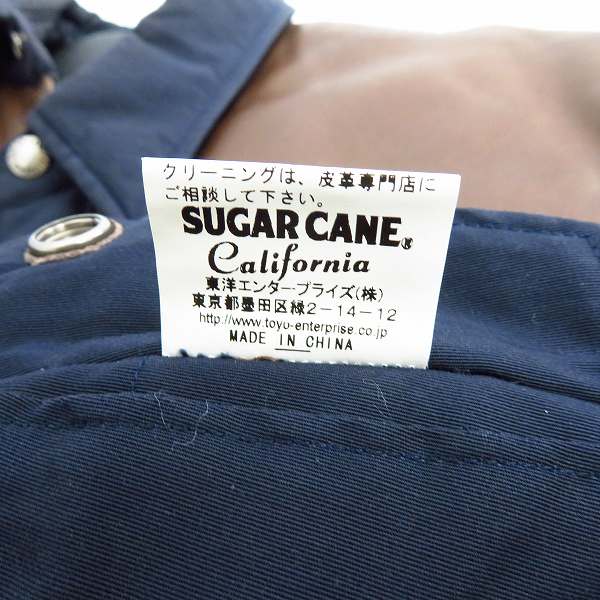 クリーニングは、皮革専門店に
ご相談して下さい。
SUGAR CANE®
California
東洋エンタープライズ(株)
東京都墨田区緑2-14-12
http://www.toyo-enterprise.co.jp
MADE IN CHINA